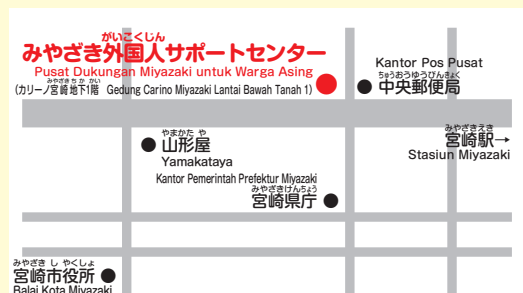 がいこくじん
みやざき外国人サポートセンター
Pusat Dukungan Miyazaki untuk Warga Asing
みやざきちかかい
(カリーノ宮崎地下1階 Gedung Carino Miyazaki Lantai Bawah Tanah 1)
Kantor Pos Pusat
ちゅうおうゆうびんきょく
中央郵便局
みやざきえき
宮崎駅→
Stasiun Miyazaki
やまかたや
山形屋
Yamakataya
Kantor Pemerintah Prefektur Miyazaki
みやざきけんちょう
宮崎県庁
みやざき し やくしょ
宮崎市役所
Balai Kota Miyazaki